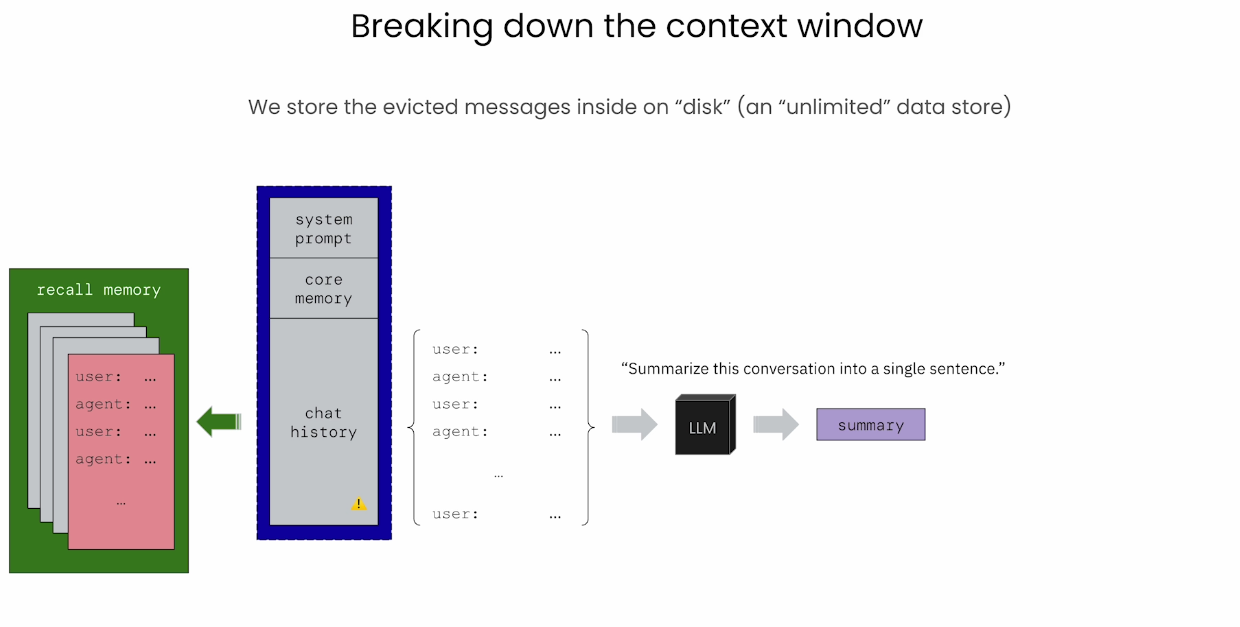 Breaking down the context window
We store the evicted messages inside on “disk” (an “unlimited” data store)
recall memory
user: ...
agent: ...
user: ...
agent: ...
...
system
prompt
core
memory
chat
history
user: ...
agent: ...
user: ...
agent: ...
...
user: ...
“Summarize this conversation into a single sentence.”
LLM
summary